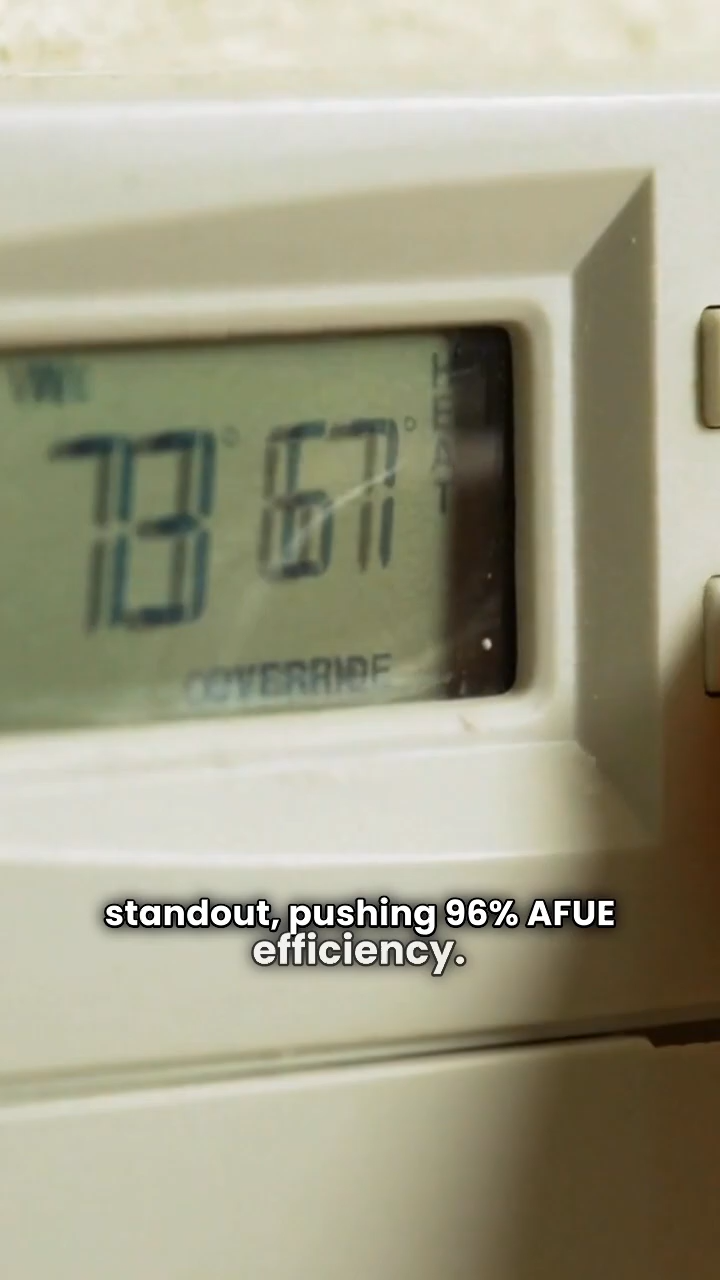 73° 67°
HEAT
OVERRIDE
standout, pushing 96% AFUE
efficiency.